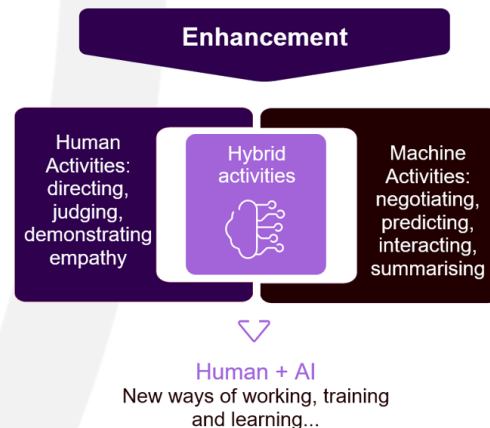 Enhancement
Human
Activities:
directing,
judging,
demonstrating
empathy
Hybrid
activities
Machine
Activities:
negotiating,
predicting,
interacting,
summarising
Human + AI
New ways of working, training
and learning...